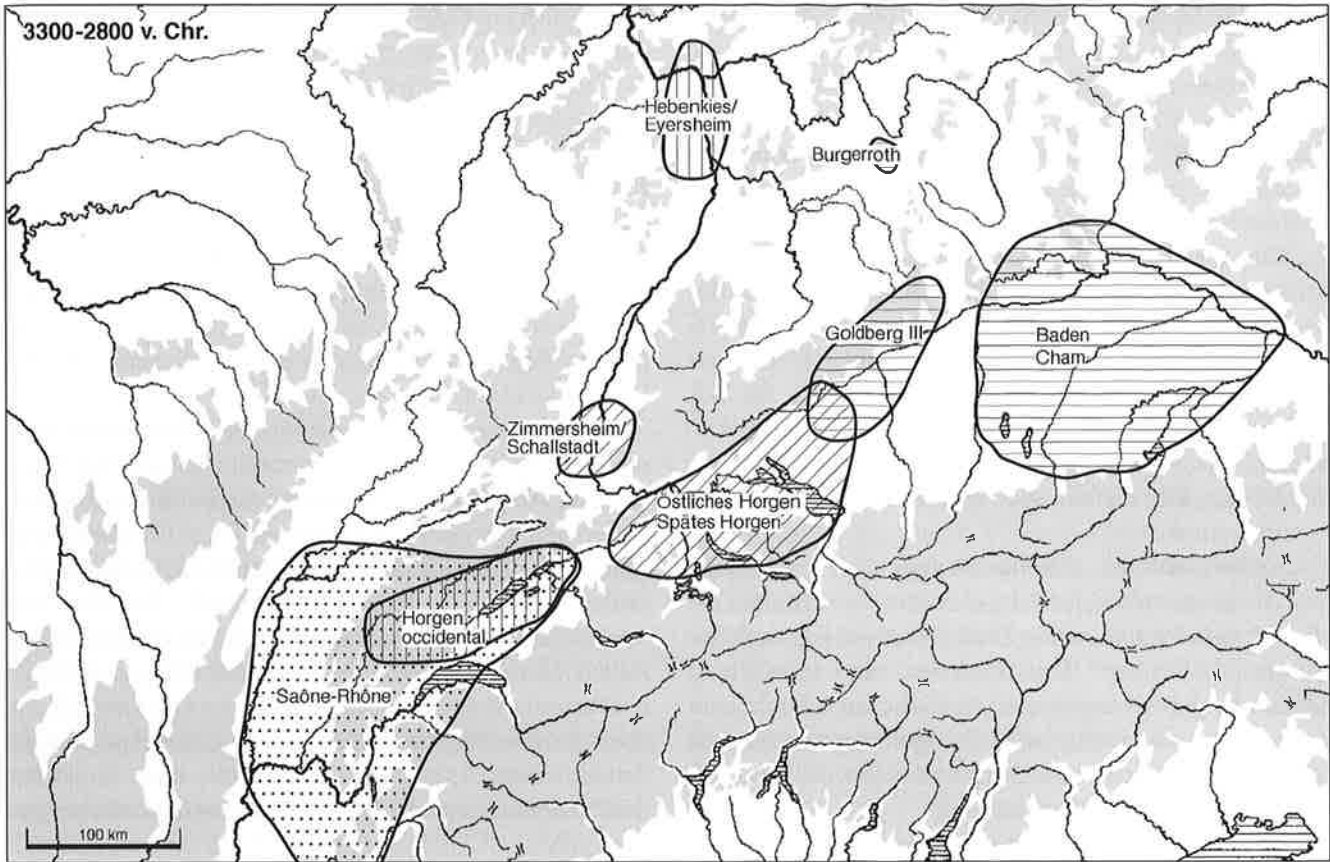 3300-2800 v. Chr.
Hebenkies/
Eyersheim
Burgerroth
Goldberg III
Baden
Cham
Zimmersheim/
Schallstadt
Östliches Horgen
Spätes Horgen
Horgen
occidental
Saône-Rhône
100 km